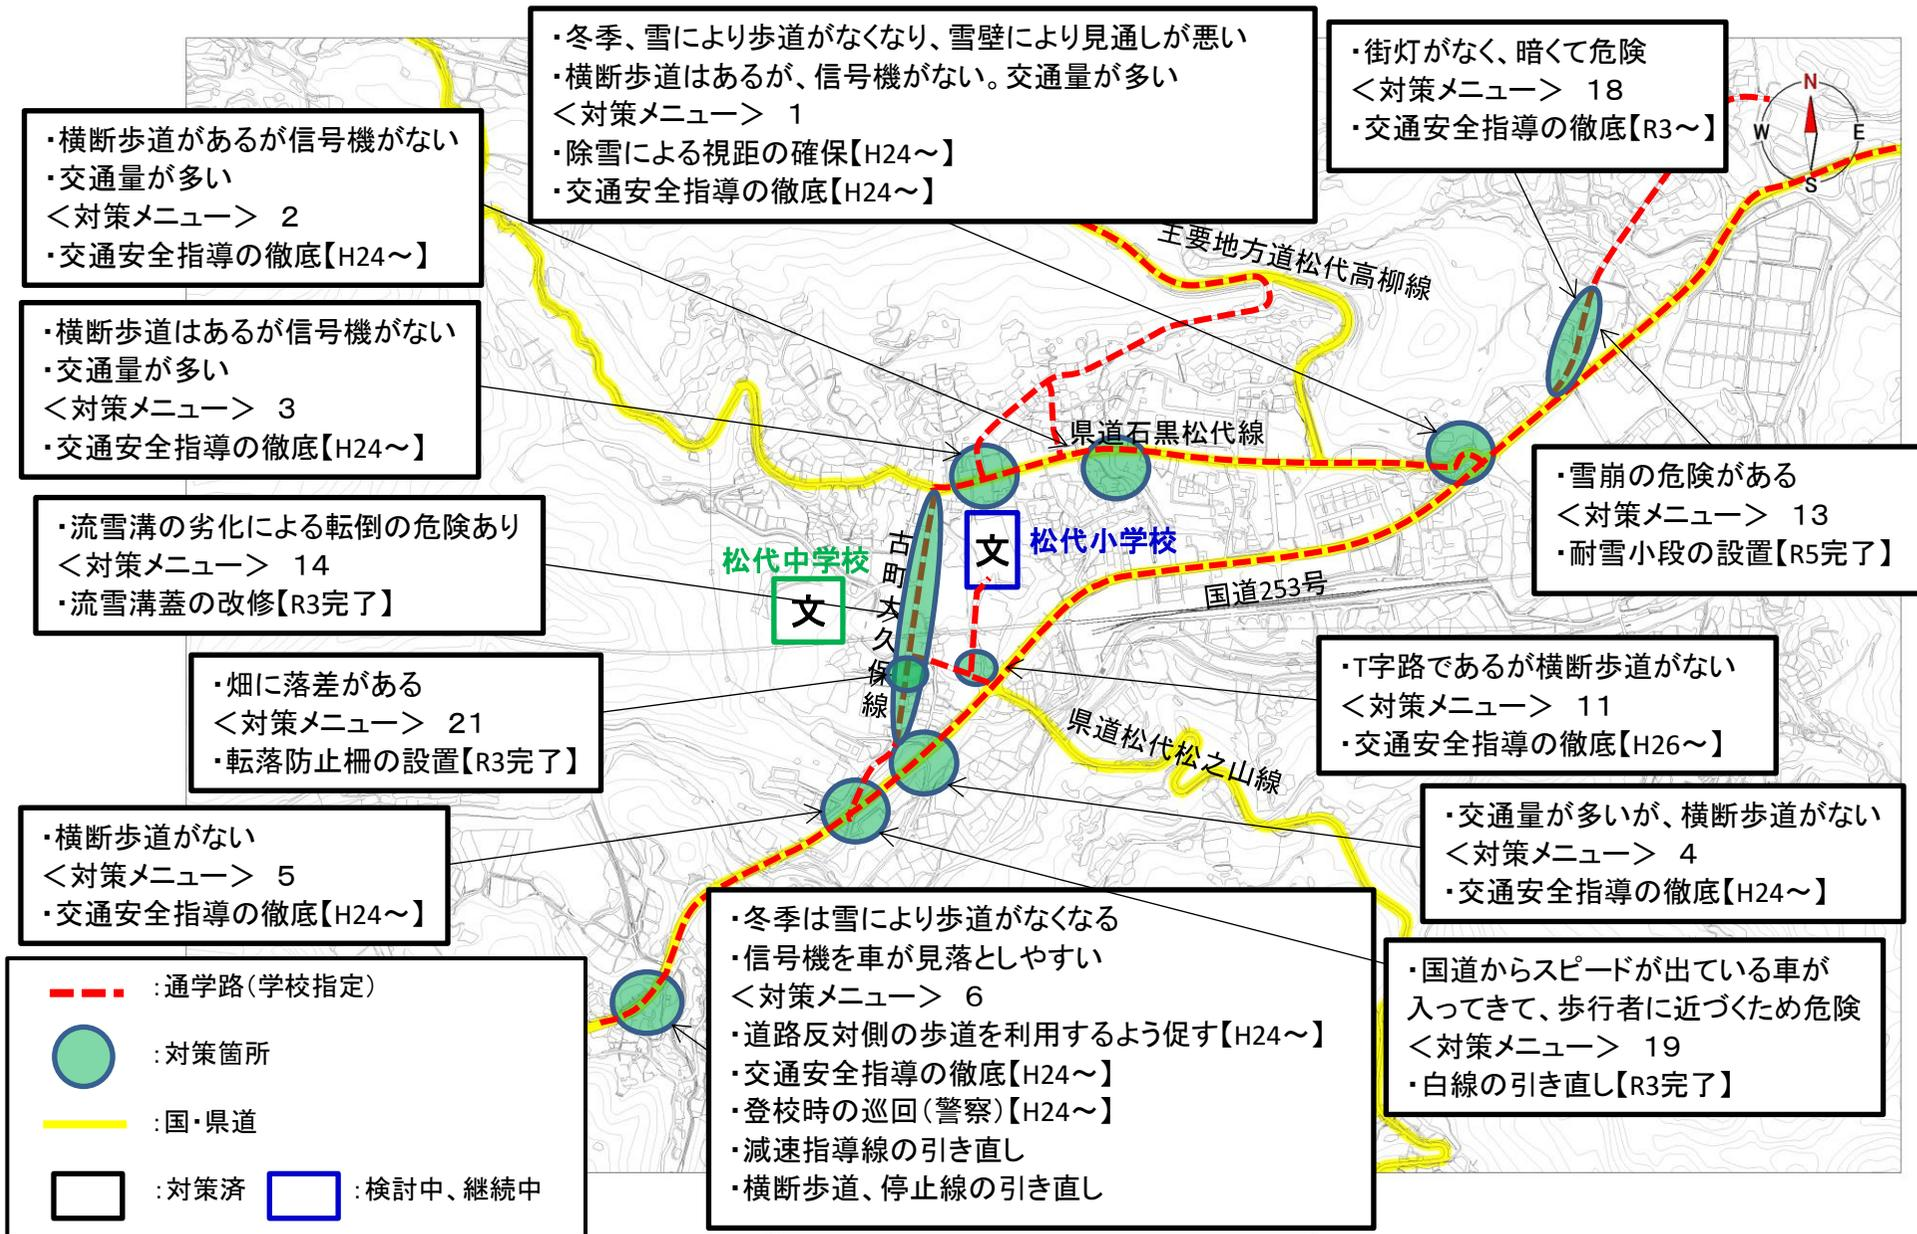 ・冬季、雪により歩道がなくなり、雪壁により見通しが悪い
・横断歩道はあるが、信号機がない。交通量が多い
＜対策メニュー＞ 1
・除雪による視距の確保【H24～】
・交通安全指導の徹底【H24～】
・街灯がなく、暗くて危険
＜対策メニュー＞ 18
・交通安全指導の徹底【R3～】
N
W
E
S
・横断歩道があるが信号機がない
・交通量が多い
＜対策メニュー＞ 2
・交通安全指導の徹底【H24～】
主要地方道松代高柳線
・横断歩道はあるが信号機がない
・交通量が多い
＜対策メニュー＞ 3
・交通安全指導の徹底【H24～】
県道石黒松代線
・雪崩の危険がある
＜対策メニュー＞ 13
・耐雪小段の設置【R5完了】
・流雪溝の劣化による転倒の危険あり
＜対策メニュー＞ 14
・流雪溝蓋の改修【R3完了】
松代中学校
文
古町大久保線
文
松代小学校
国道253号
・畑に落差がある
＜対策メニュー＞ 21
・転落防止柵の設置【R3完了】
・T字路であるが横断歩道がない
＜対策メニュー＞ 11
・交通安全指導の徹底【H26～】
県道松代松之山線
・横断歩道がない
＜対策メニュー＞ 5
・交通安全指導の徹底【H24～】
・交通量が多いが、横断歩道がない
＜対策メニュー＞ 4
・交通安全指導の徹底【H24～】
・冬季は雪により歩道がなくなる
・信号機を車が見落としやすい
＜対策メニュー＞ 6
・道路反対側の歩道を利用するよう促す【H24～】
・交通安全指導の徹底【H24～】
・登校時の巡回（警察）【H24～】
・減速指導線の引き直し
・横断歩道、停止線の引き直し
・国道からスピードが出ている車が
入ってきて、歩行者に近づくため危険
＜対策メニュー＞ 19
・白線の引き直し【R3完了】
：通学路（学校指定）
：対策箇所
：国・県道
：対策済
：検討中、継続中